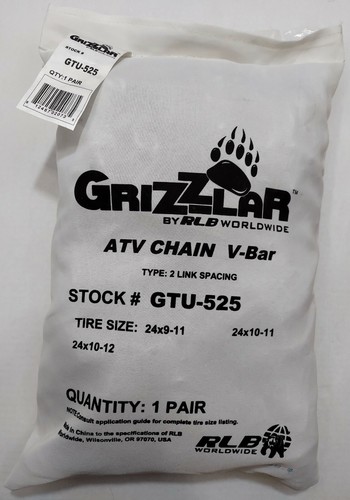 GRIZZLAR
STOCK #
GTU-525
QTY:1 PAIR
GRIZZLAR™
BY RLB WORLDWIDE
ATV CHAIN V-Bar
TYPE: 2 LINK SPACING
STOCK # GTU-525
TIRE SIZE: 24x9-11 24x10-11
24x10-12
QUANTITY: 1 PAIR
NOTE:Consult application guide for complete tire size listing.
in China to the specifications of RLB
Worldwide, Wilsonville, OR 97070, USA
RLB
WORLDWIDE